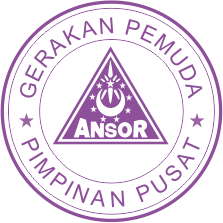 GERAKAN PEMUDA
ANSOR
PIMPINAN PUSAT